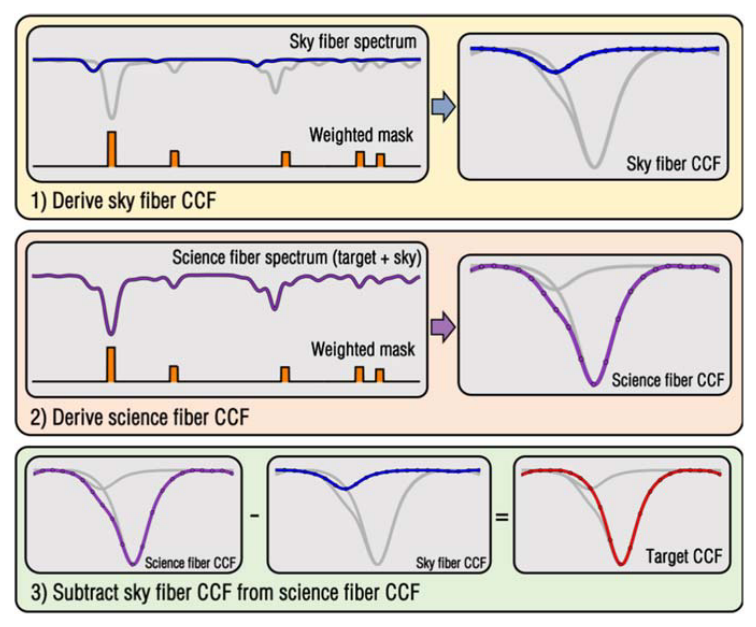 Sky fiber spectrum
Weighted mask
Sky fiber CCF
1) Derive sky fiber CCF
Science fiber spectrum (target + sky)
Weighted mask
Science fiber CCF
2) Derive science fiber CCF
Science fiber CCF
-
Sky fiber CCF
=
Target CCF
3) Subtract sky fiber CCF from science fiber CCF